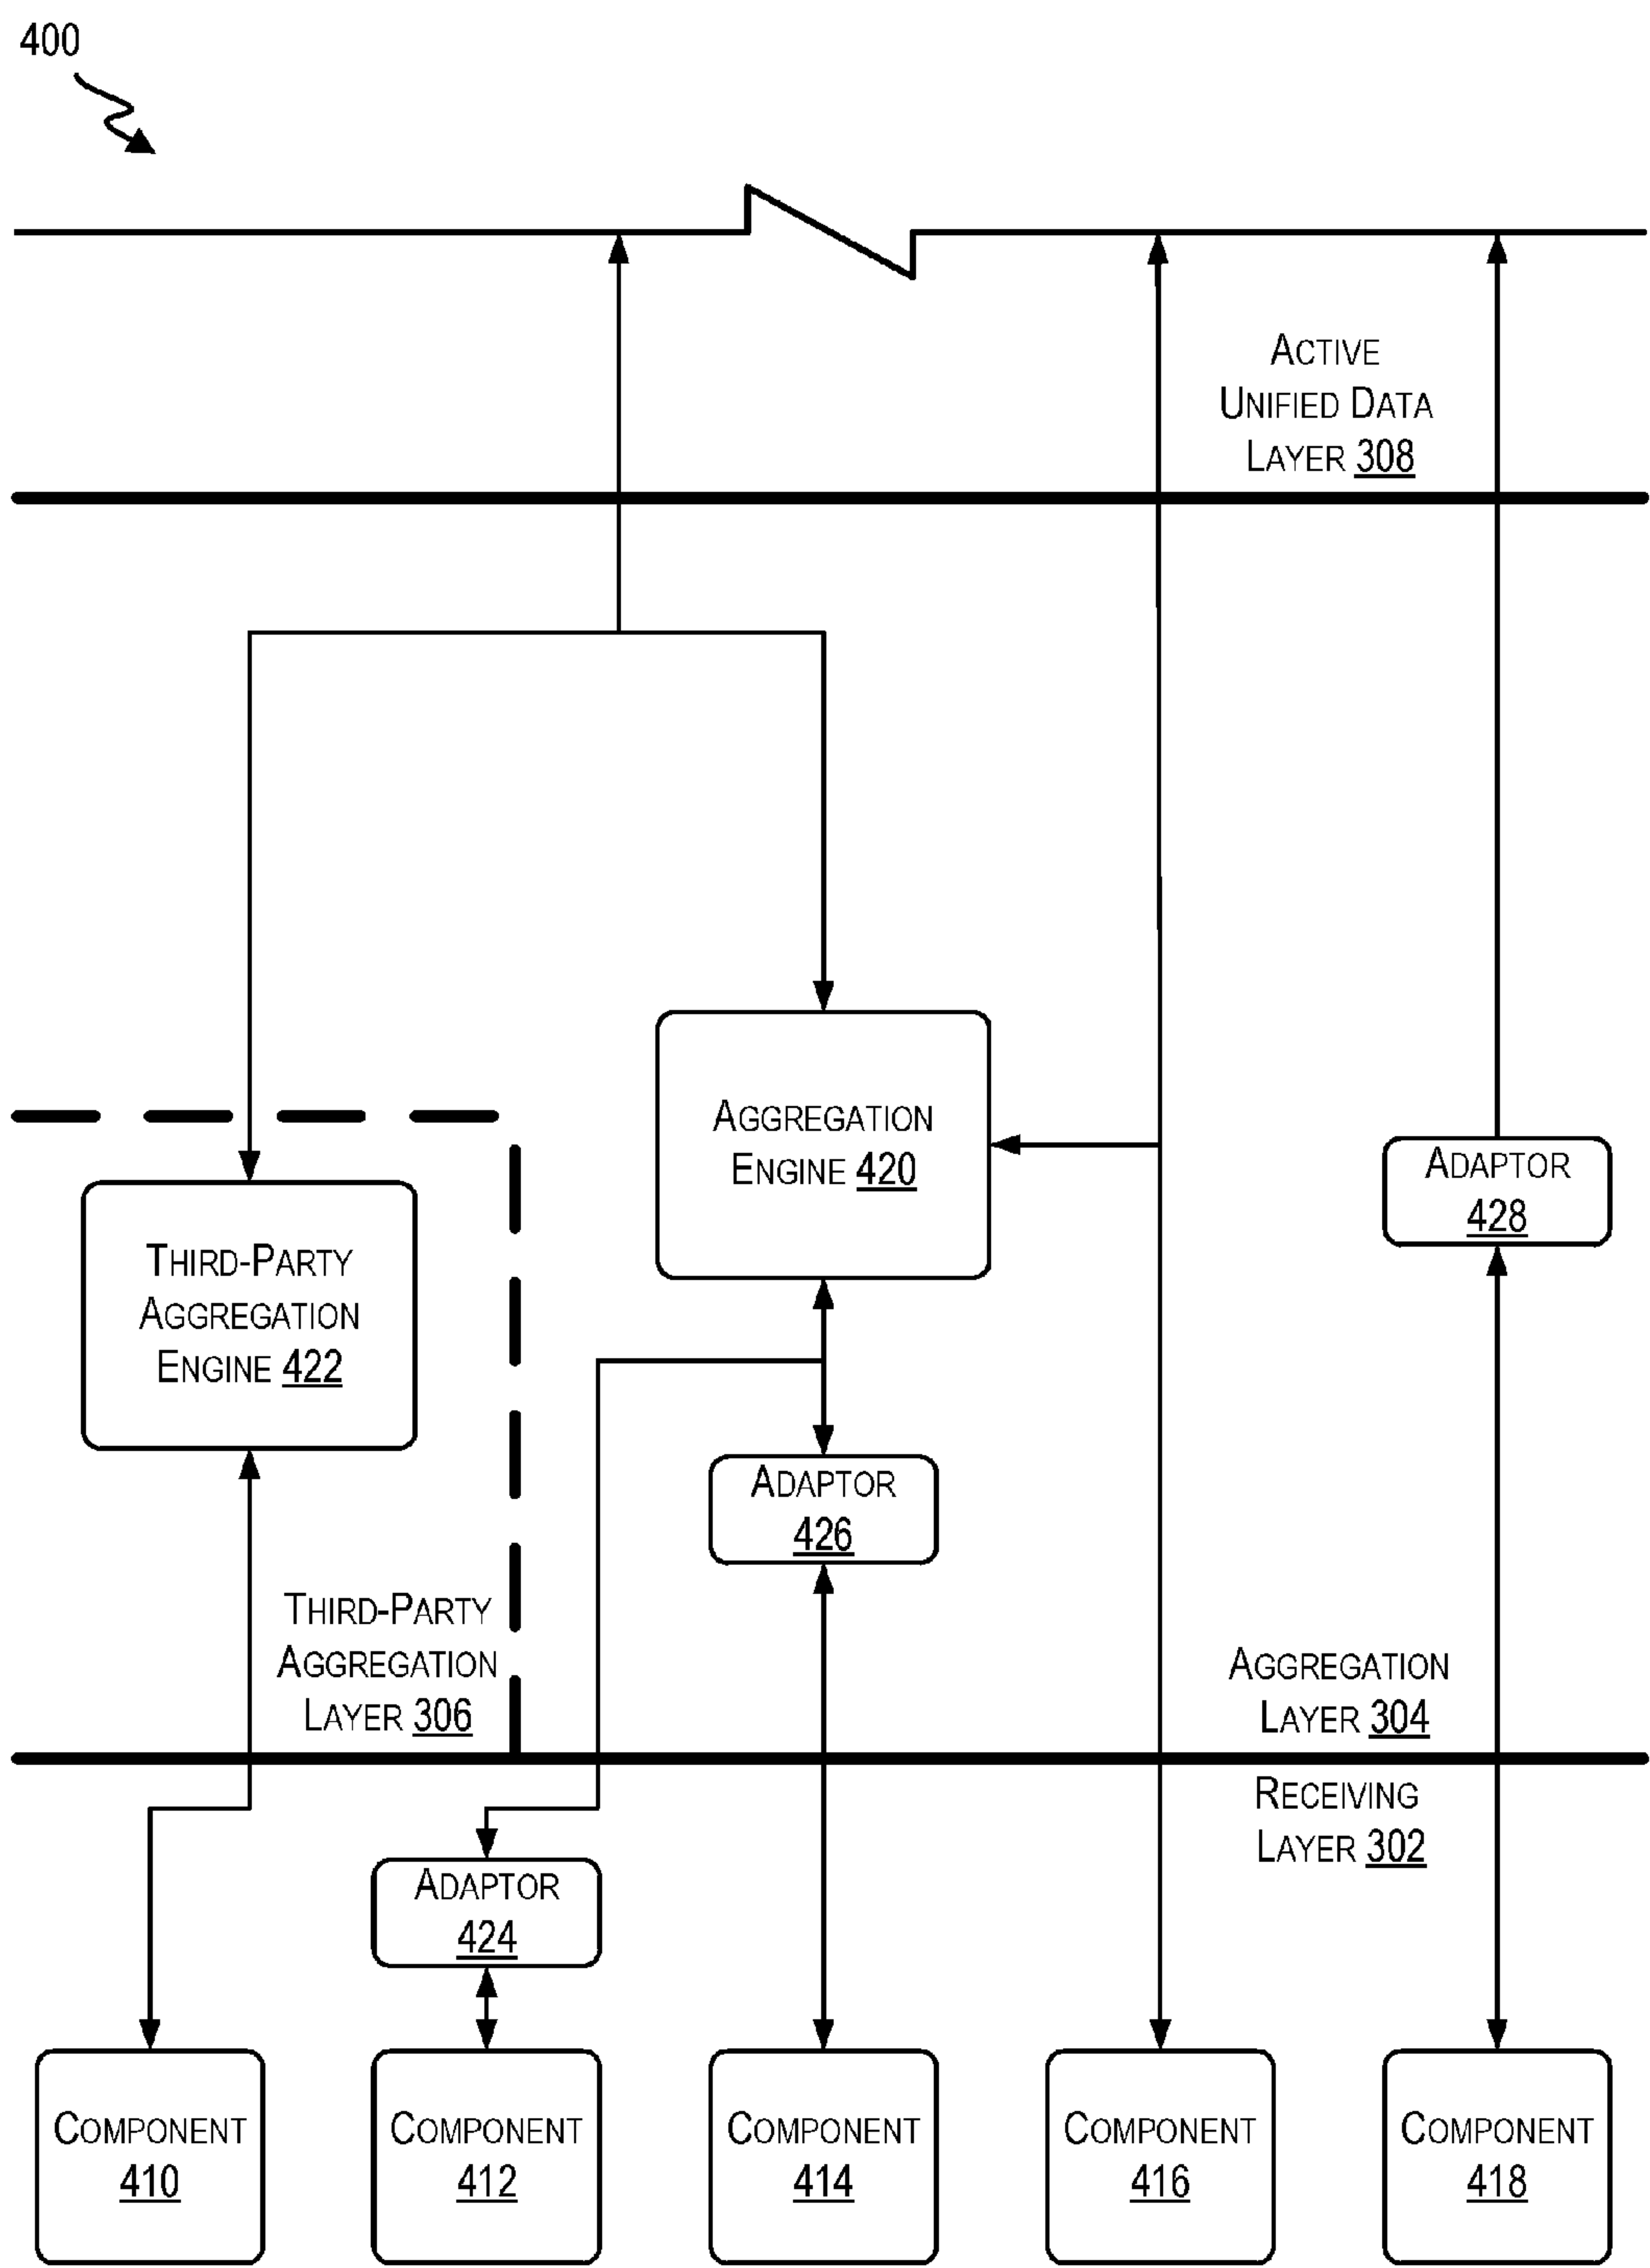 400
ACTIVE
UNIFIED DATA
LAYER 308
AGGREGATION
ENGINE 420
ADAPTOR
428
THIRD-PARTY
AGGREGATION
ENGINE 422
ADAPTOR
426
THIRD-PARTY
AGGREGATION
LAYER 306
AGGREGATION
LAYER 304
RECEIVING
LAYER 302
ADAPTOR
424
COMPONENT
410
COMPONENT
412
COMPONENT
414
COMPONENT
416
COMPONENT
418